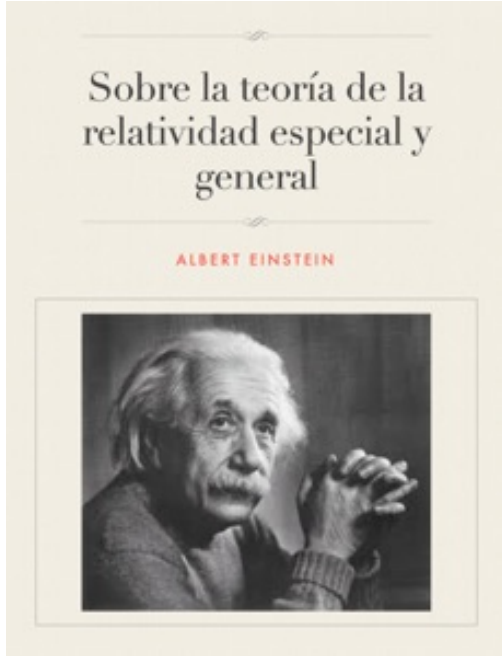 Sobre la teoría de la
relatividad especial y
general
ALBERT EINSTEIN